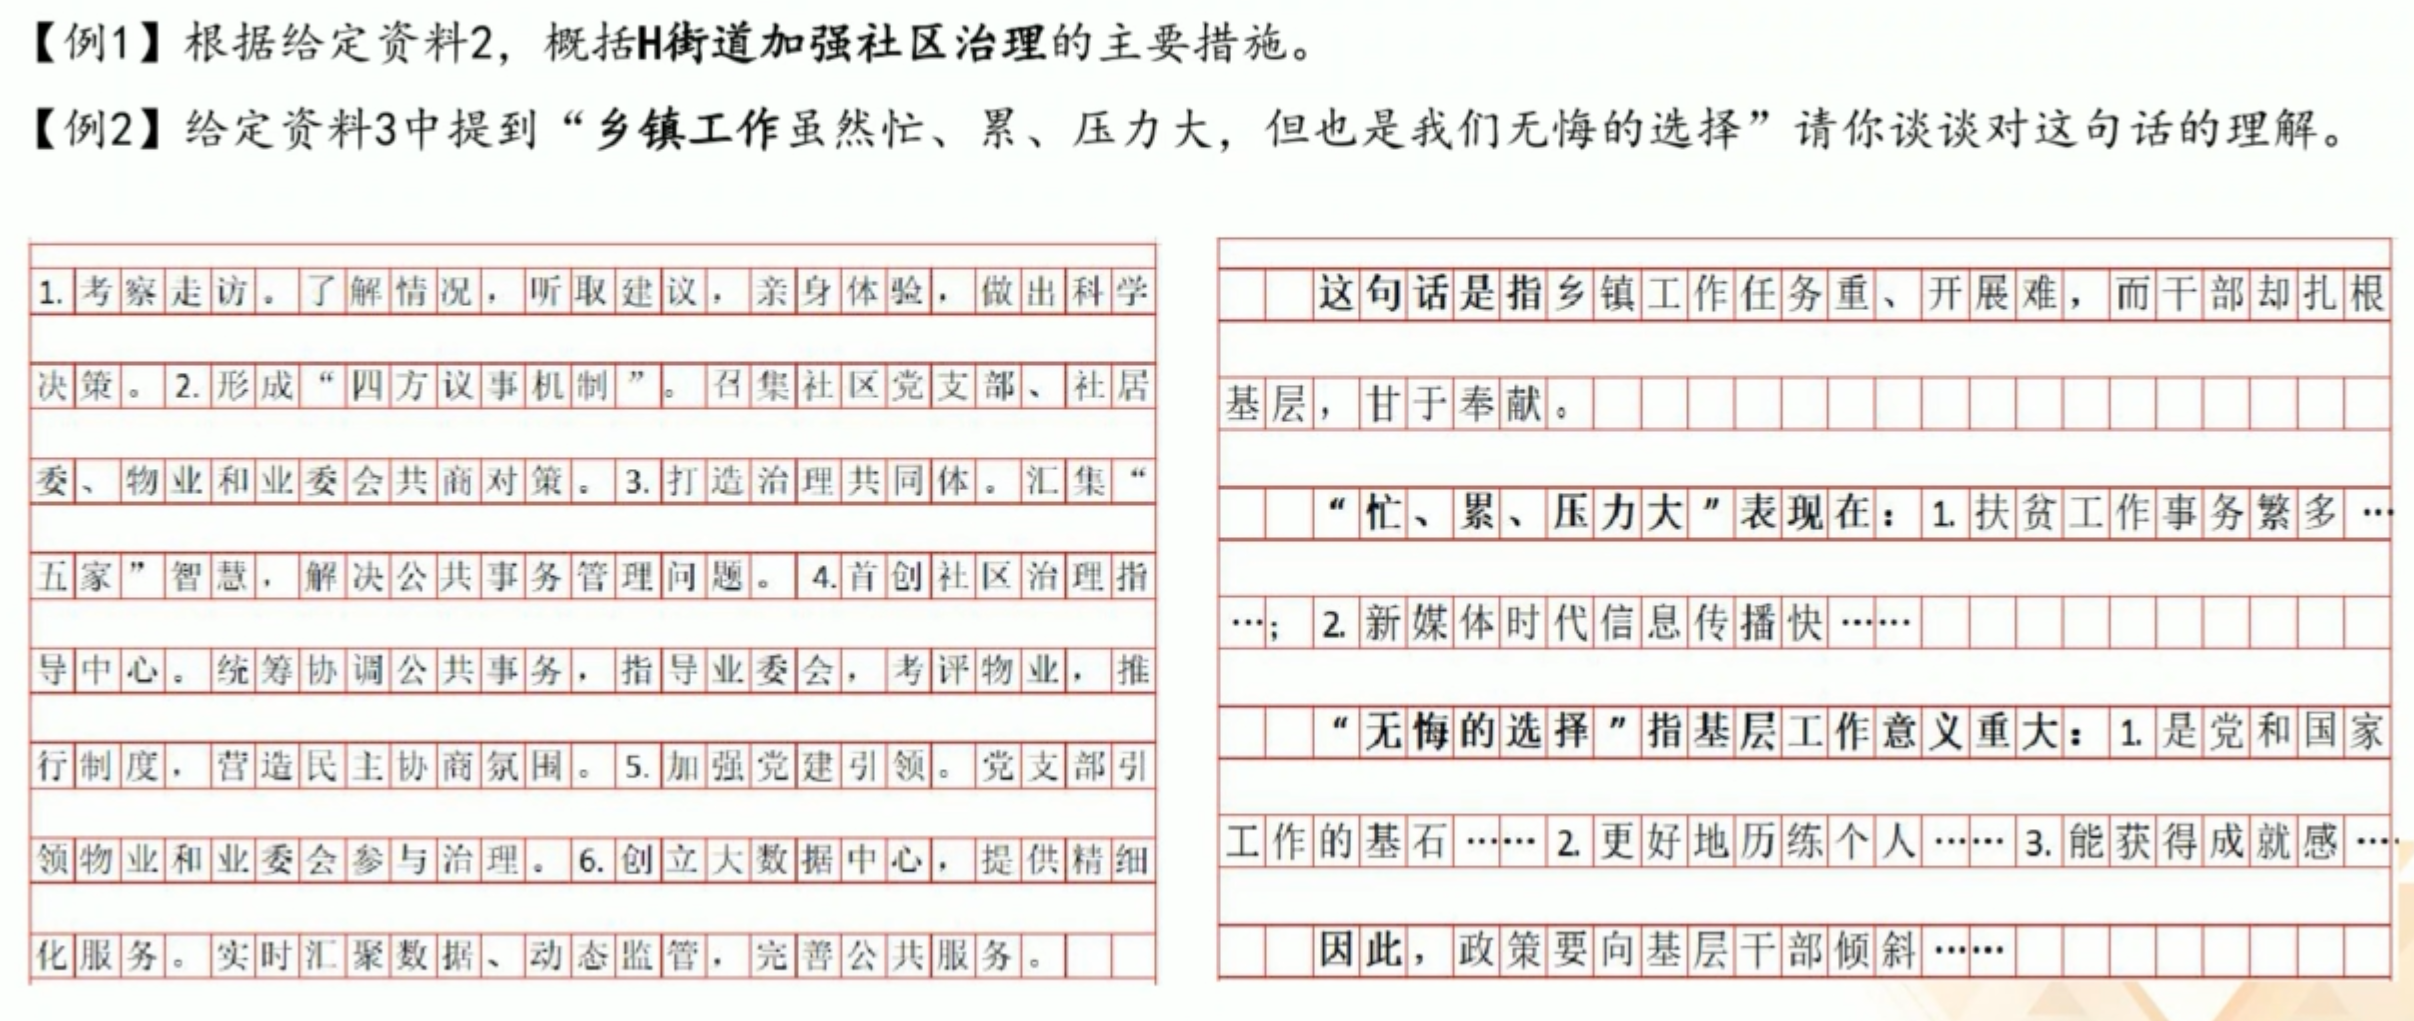 【例1】根据给定资料2，概括H街道加强社区治理的主要措施。
【例2】给定资料3中提到“乡镇工作虽然忙、累、压力大，但也是我们无悔的选择”请你谈谈对这句话的理解。
1.考察走访。了解情况，听取建议，亲身体验，做出科学
决策。2.形成“四方议事机制”。召集社区党支部、社居
委、物业和业委会共商对策。3.打造治理共同体。汇集“
五家”智慧，解决公共事务管理问题。4.首创社区治理指
导中心。统筹协调公共事务，指导业委会，考评物业，推
行制度，营造民主协商氛围。5.加强党建引领。党支部引
领物业和业委会参与治理。6.创立大数据中心，提供精细
化服务。实时汇聚数据、动态监管，完善公共服务。
这句话是指乡镇工作任务重、开展难，而干部却扎根
基层，甘于奉献。
“忙、累、压力大”表现在：1.扶贫工作事务繁多…
…；2.新媒体时代信息传播快……
“无悔的选择”指基层工作意义重大：1.是党和国家
工作的基石……2.更好地历练个人……3.能获得成就感…
因此，政策要向基层干部倾斜……